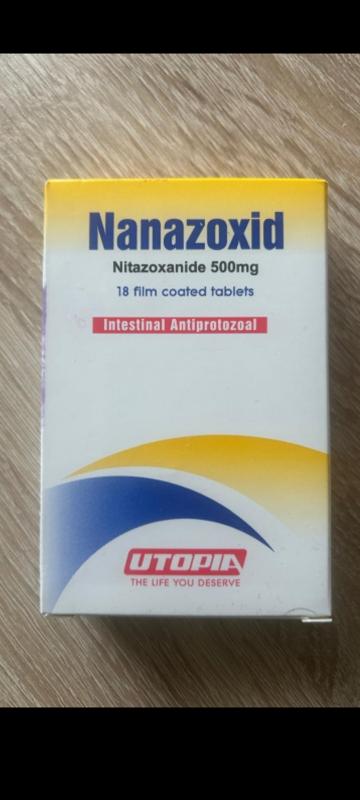 Nanazoxid
Nitazoxanide 500mg
18 film coated tablets
Intestinal Antiprotozoal
UTOPIA
THE LIFE YOU DESERVE